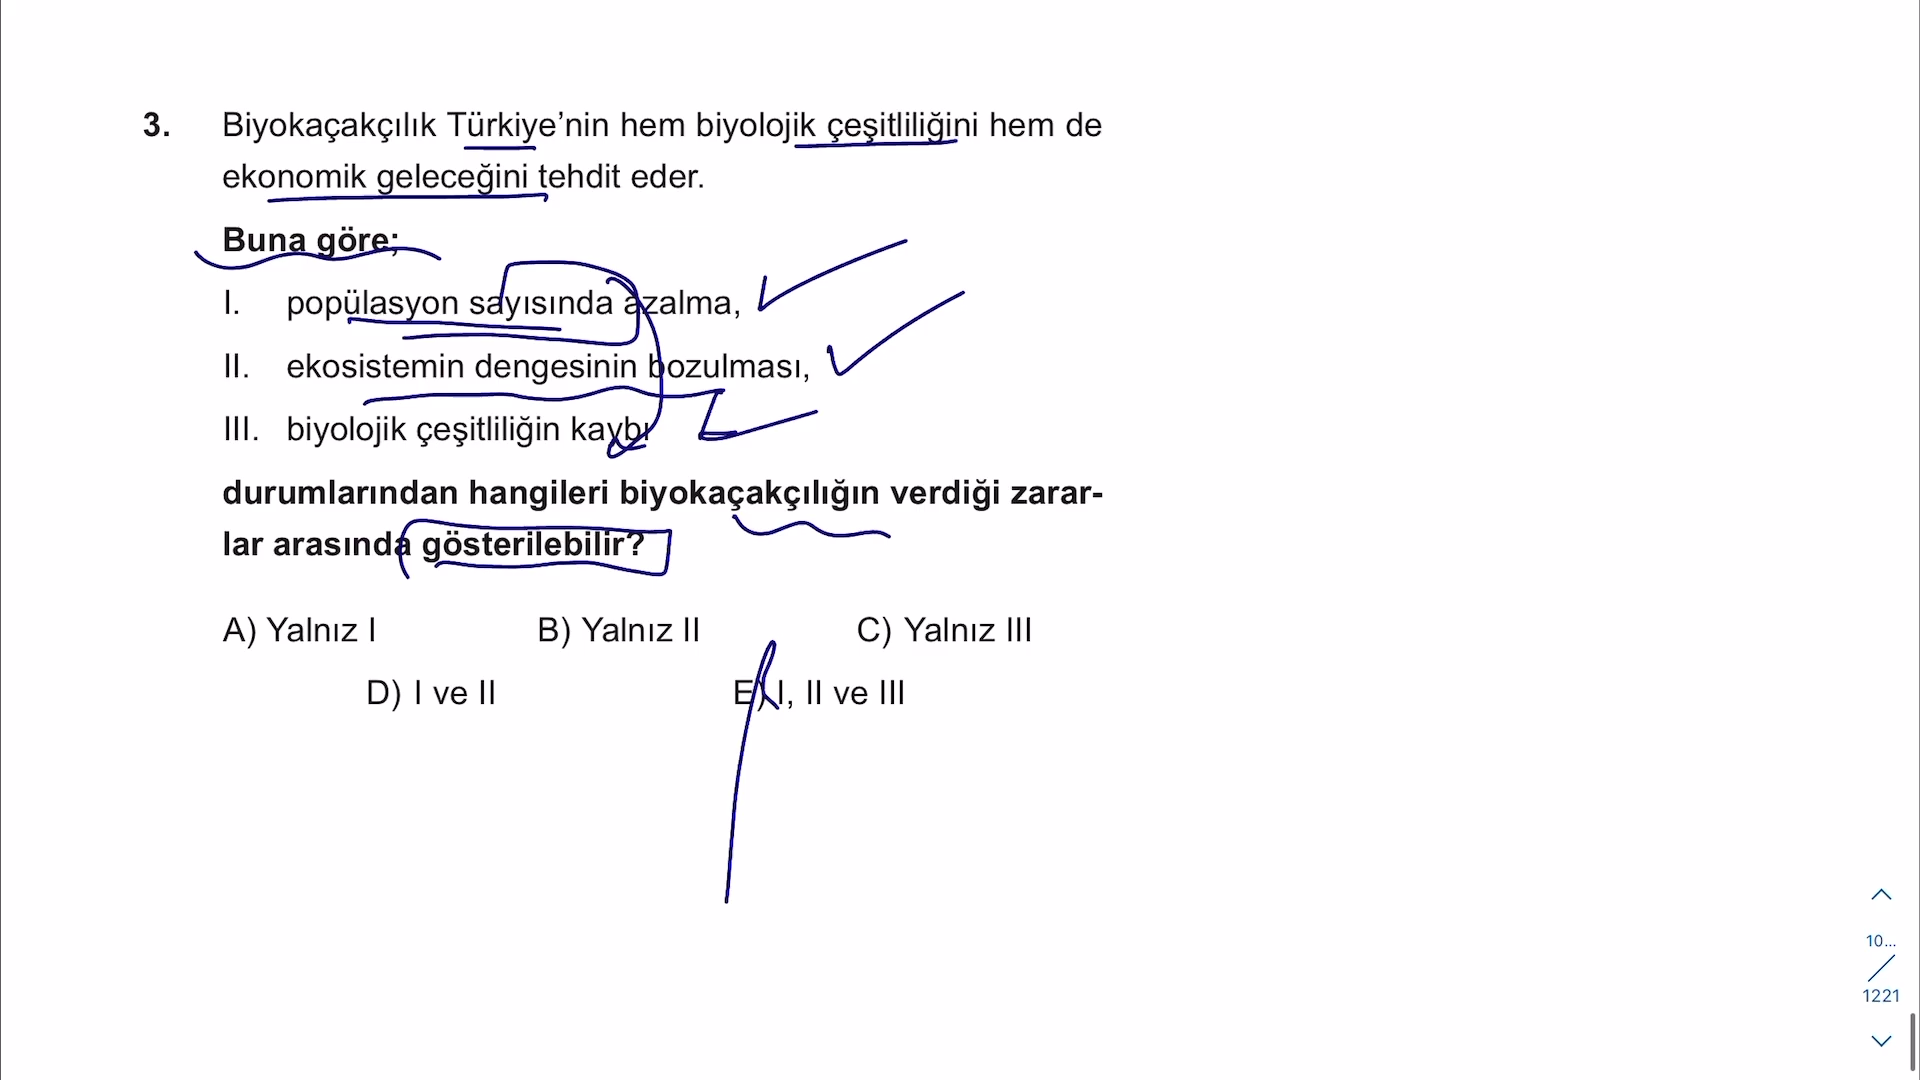 3. Biyokaçakçılık Türkiye’nin hem biyolojik çeşitliliğini hem de
ekonomik geleceğini tehdit eder.
Buna göre;
I. popülasyon sayısında azalma,
II. ekosistemin dengesinin bozulması,
III. biyolojik çeşitliliğin kaybı
durumlarından hangileri biyokaçakçılığın verdiği zarar-
lar arasında gösterilebilir?
A) Yalnız I B) Yalnız II C) Yalnız III
D) I ve II E) I, II ve III
10...
1221